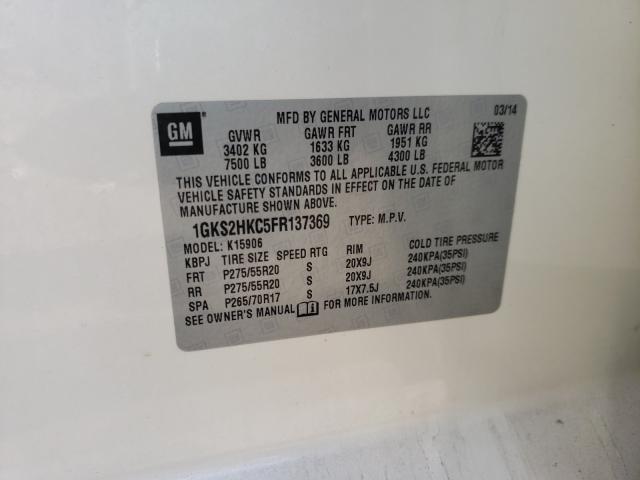 GM
MFD BY GENERAL MOTORS LLC 03/14
GVWR GAWR FRT GAWR RR
3402 KG 1633 KG 1951 KG
7500 LB 3600 LB 4300 LB
THIS VEHICLE CONFORMS TO ALL APPLICABLE U.S. FEDERAL MOTOR
VEHICLE SAFETY STANDARDS IN EFFECT ON THE DATE OF
MANUFACTURE SHOWN ABOVE.
1GKS2HKC5FR137369 TYPE: M.P.V.
MODEL: K15906
KBPJ TIRE SIZE SPEED RTG RIM COLD TIRE PRESSURE
FRT P275/55R20 S 20X9J 240KPA(35PSI)
RR P275/55R20 S 20X9J 240KPA(35PSI)
SPA P265/70R17 S 17X7.5J 240KPA(35PSI)
SEE OWNER'S MANUAL FOR MORE INFORMATION.